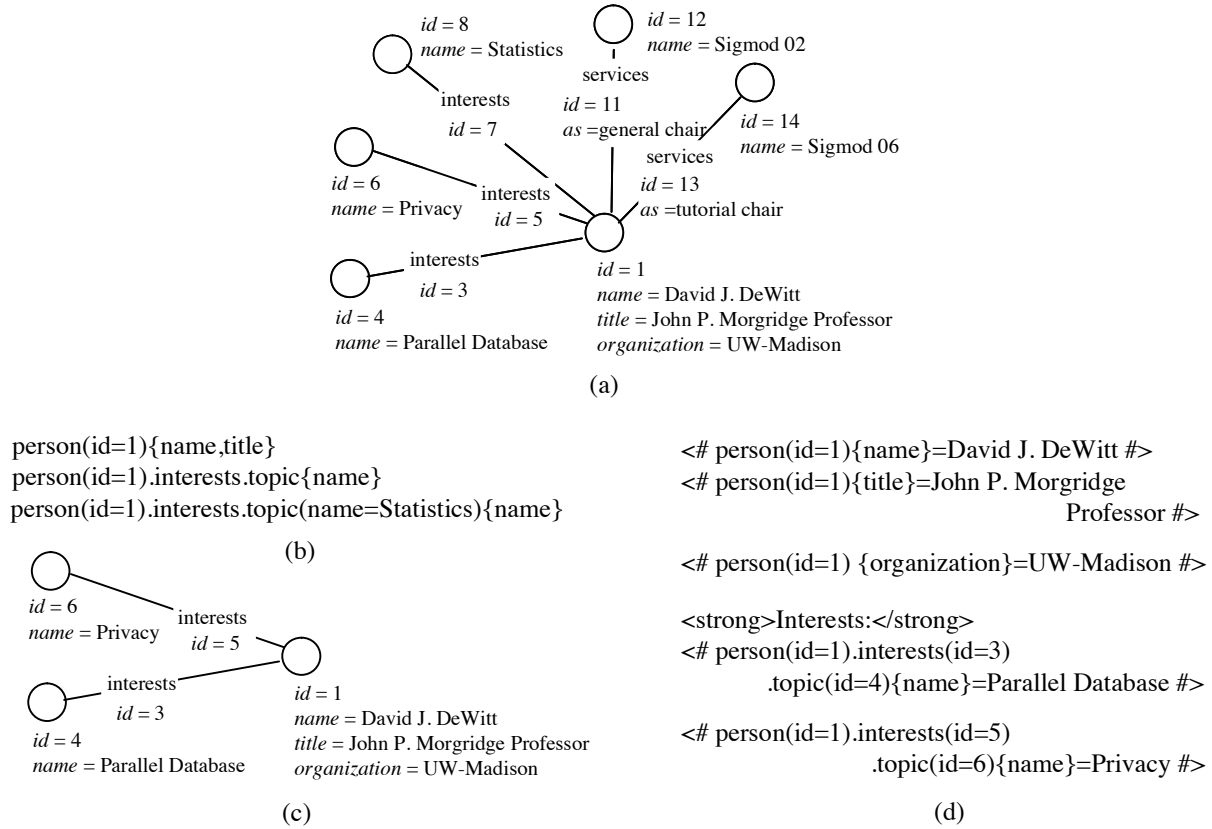 id = 8
name = Statistics
id = 12
name = Sigmod 02
services
interests
id = 7
id = 11
as =general chair
id = 14
name = Sigmod 06
services
id = 13
as =tutorial chair
id = 6
name = Privacy
interests
id = 5
interests
id = 3
id = 4
name = Parallel Database
id = 1
name = David J. DeWitt
title = John P. Morgridge Professor
organization = UW-Madison
(a)
person(id=1){name,title}
person(id=1).interests.topic{name}
person(id=1).interests.topic(name=Statistics){name}
(b)
id = 6
name = Privacy
interests
id = 5
interests
id = 3
id = 4
name = Parallel Database
id = 1
name = David J. DeWitt
title = John P. Morgridge Professor
organization = UW-Madison
(c)
<# person(id=1){name}=David J. DeWitt #>
<# person(id=1){title}=John P. Morgridge
Professor #>
<# person(id=1) {organization}=UW-Madison #>
<strong>Interests:</strong>
<# person(id=1).interests(id=3)
.topic(id=4){name}=Parallel Database #>
<# person(id=1).interests(id=5)
.topic(id=6){name}=Privacy #>
(d)